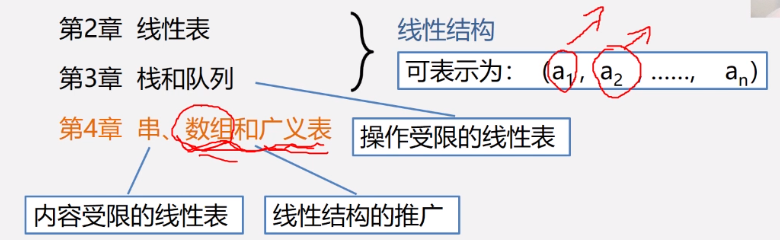 第2章 线性表
线性结构
可表示为： （a1，a2，……， an）
第3章 栈和队列
第4章 串、数组和广义表
操作受限的线性表
内容受限的线性表
线性结构的推广